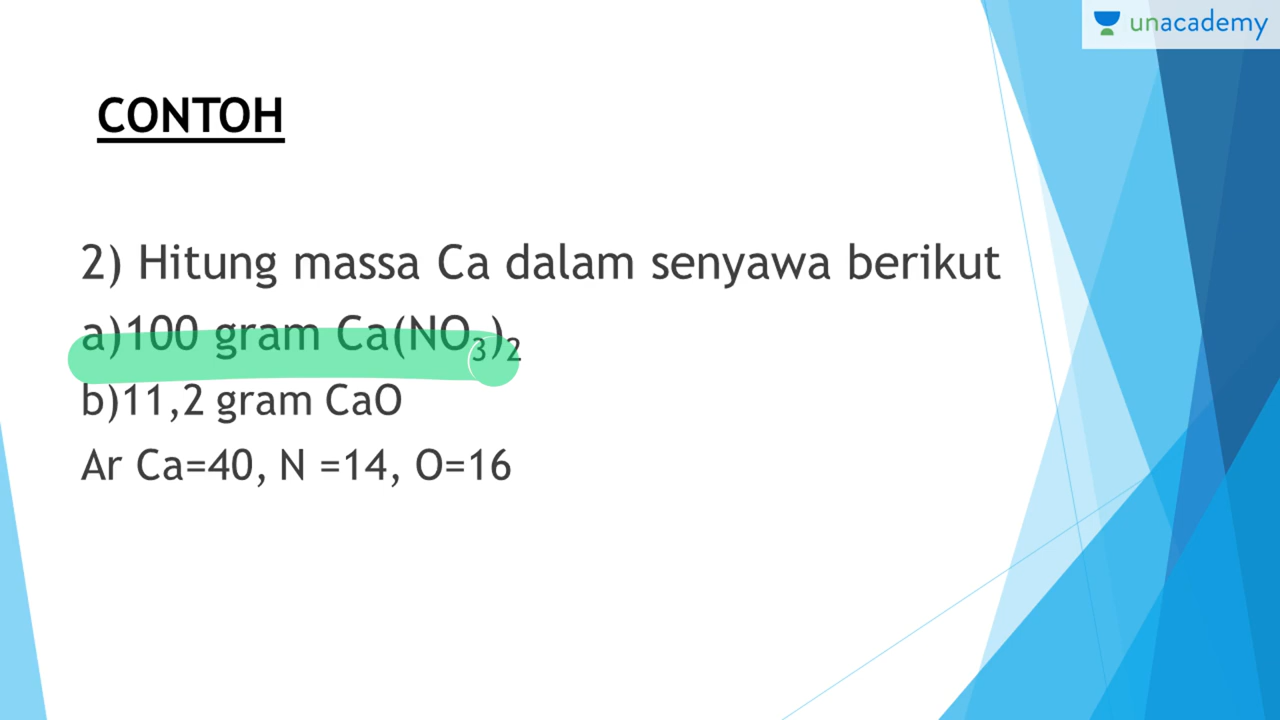 unacademy
CONTOH
2) Hitung massa Ca dalam senyawa berikut
a)100 gram Ca(NO₃)₂
b)11,2 gram CaO
Ar Ca=40, N =14, O=16